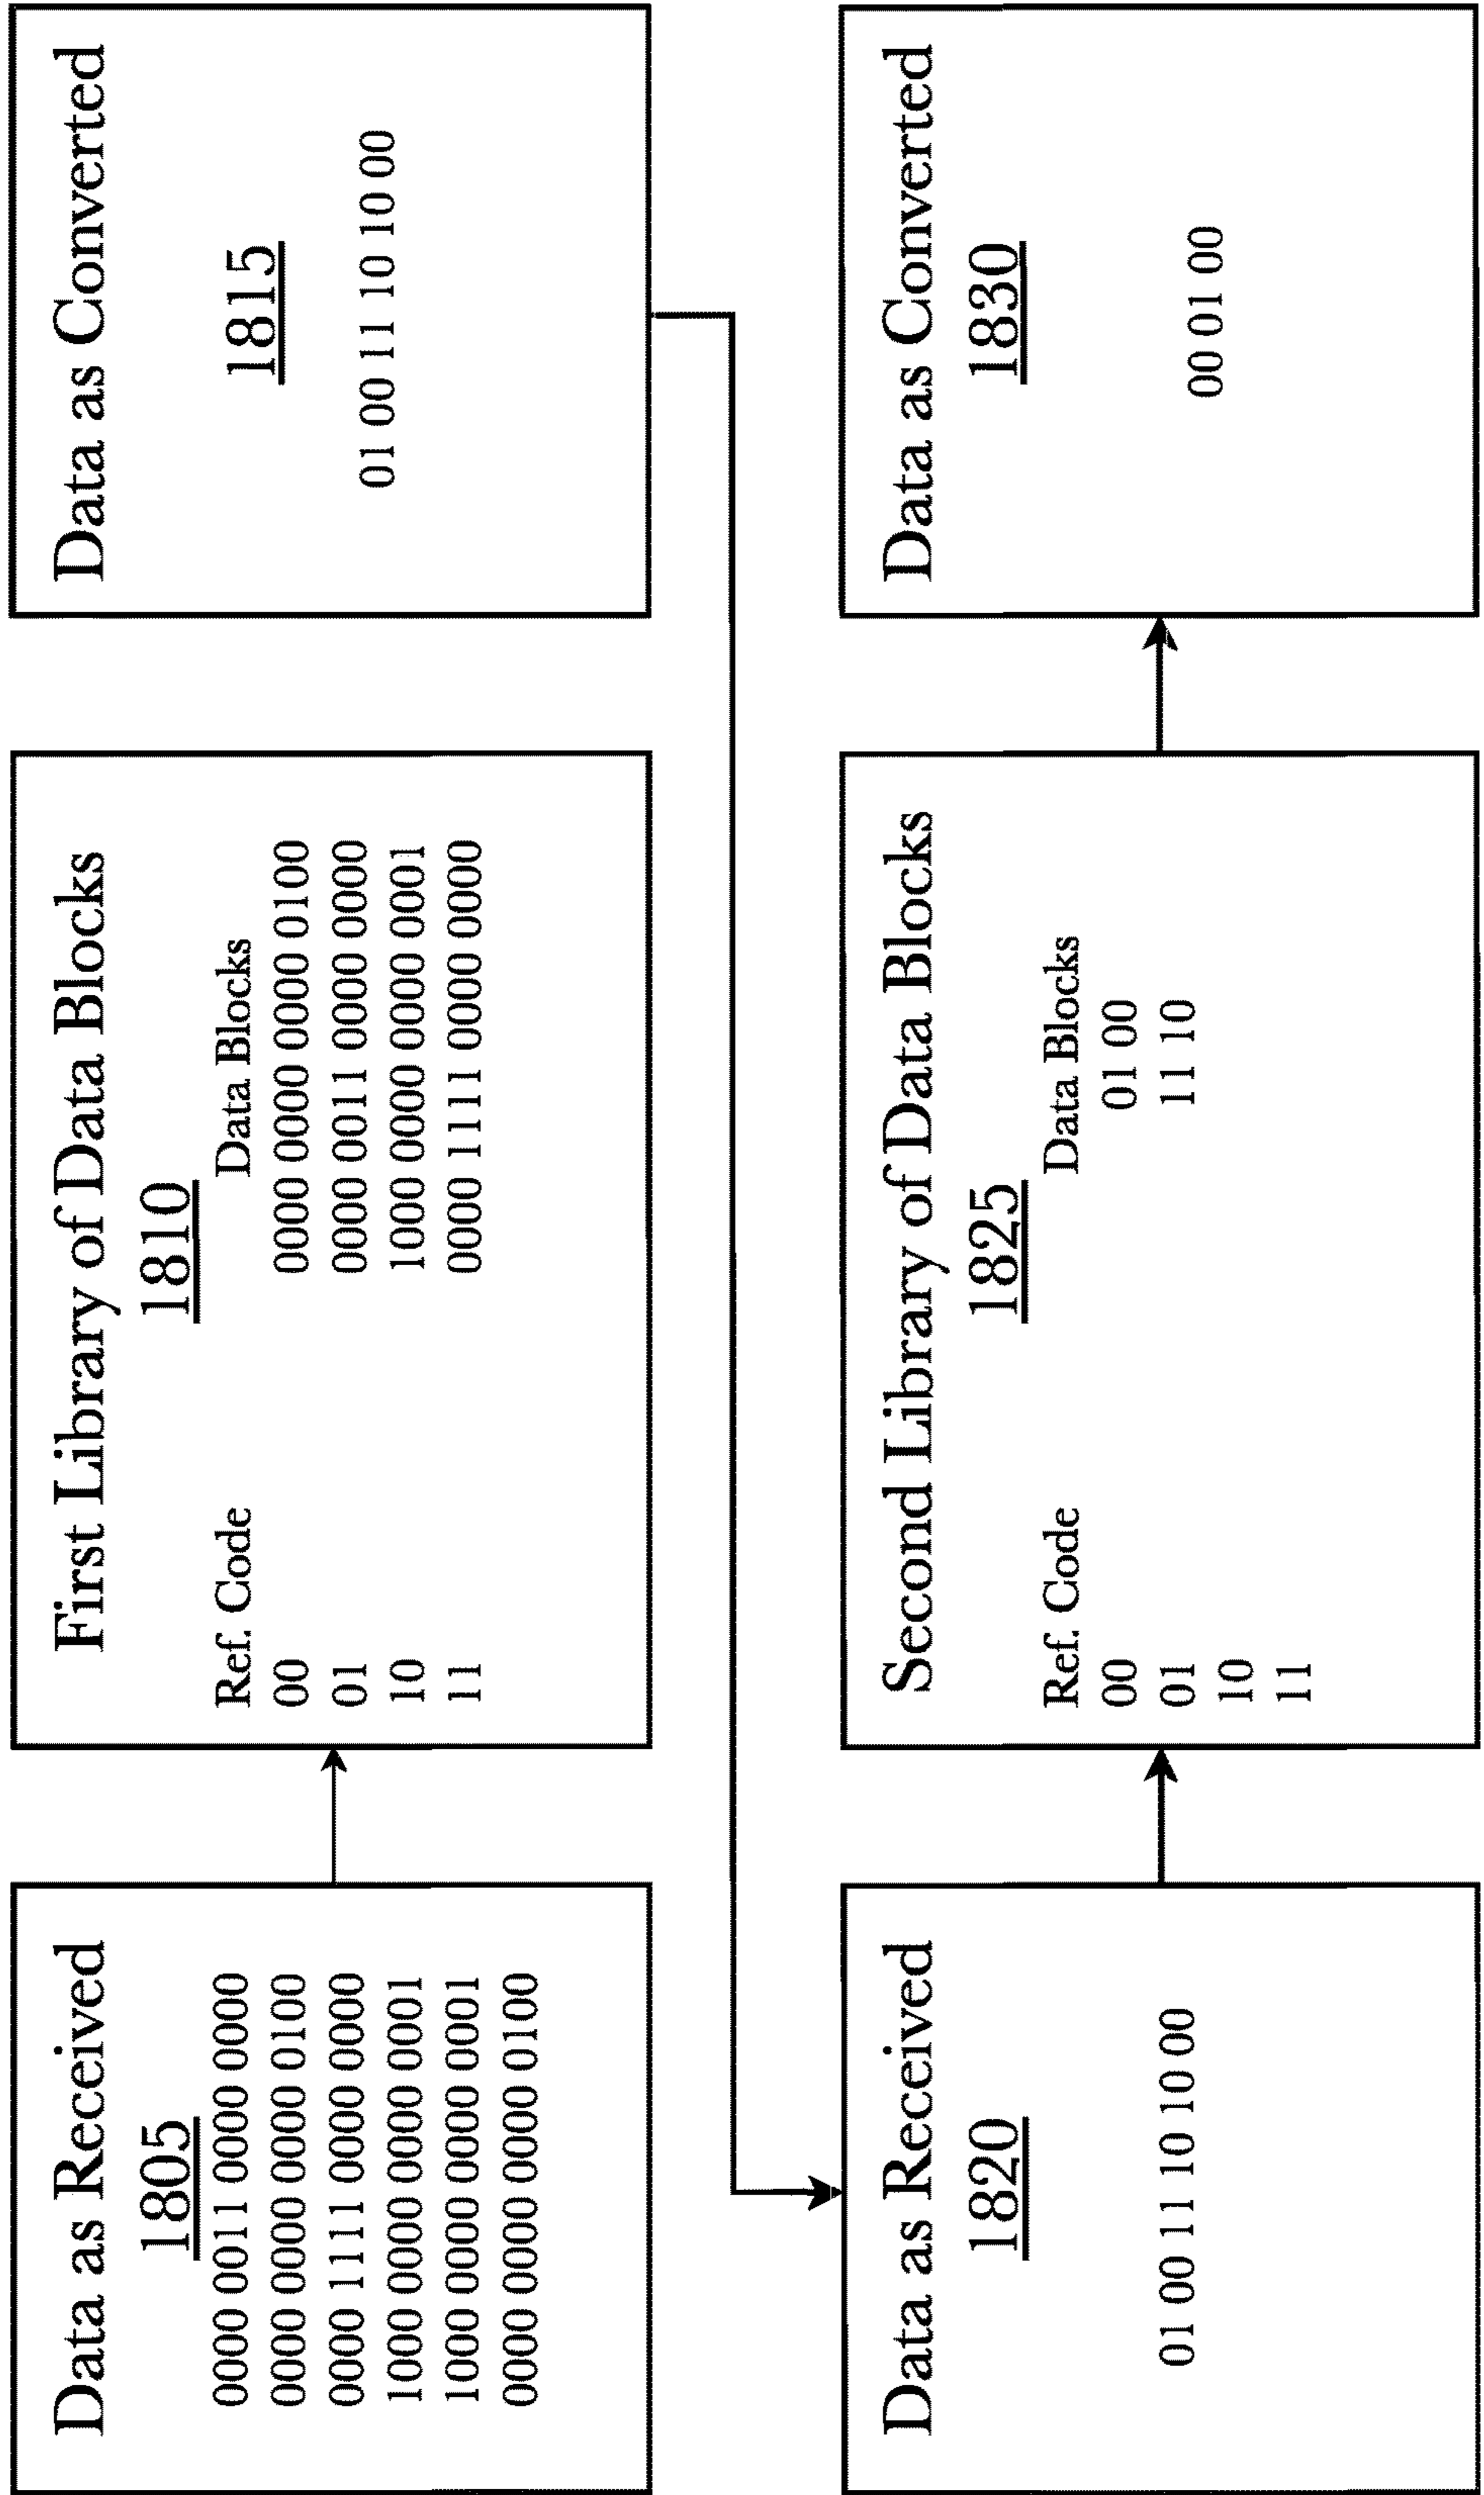 Data as Received
1805
0000 0011 0000 0000
0000 0000 0000 0100
0000 1111 0000 0000
1000 0000 0000 0001
1000 0000 0000 0001
0000 0000 0000 0100
First Library of Data Blocks
1810
Ref. Code Data Blocks
00 0000 0000 0000 0100
01 0000 0011 0000 0000
10 1000 0000 0000 0001
11 0000 1111 0000 0000
Data as Converted
1815
01 00 11 10 10 00
Data as Received
1820
01 00 11 10 10 00
Second Library of Data Blocks
1825
Ref. Code Data Blocks
00 01 00
01 11 10
10
11
Data as Converted
1830
00 01 00